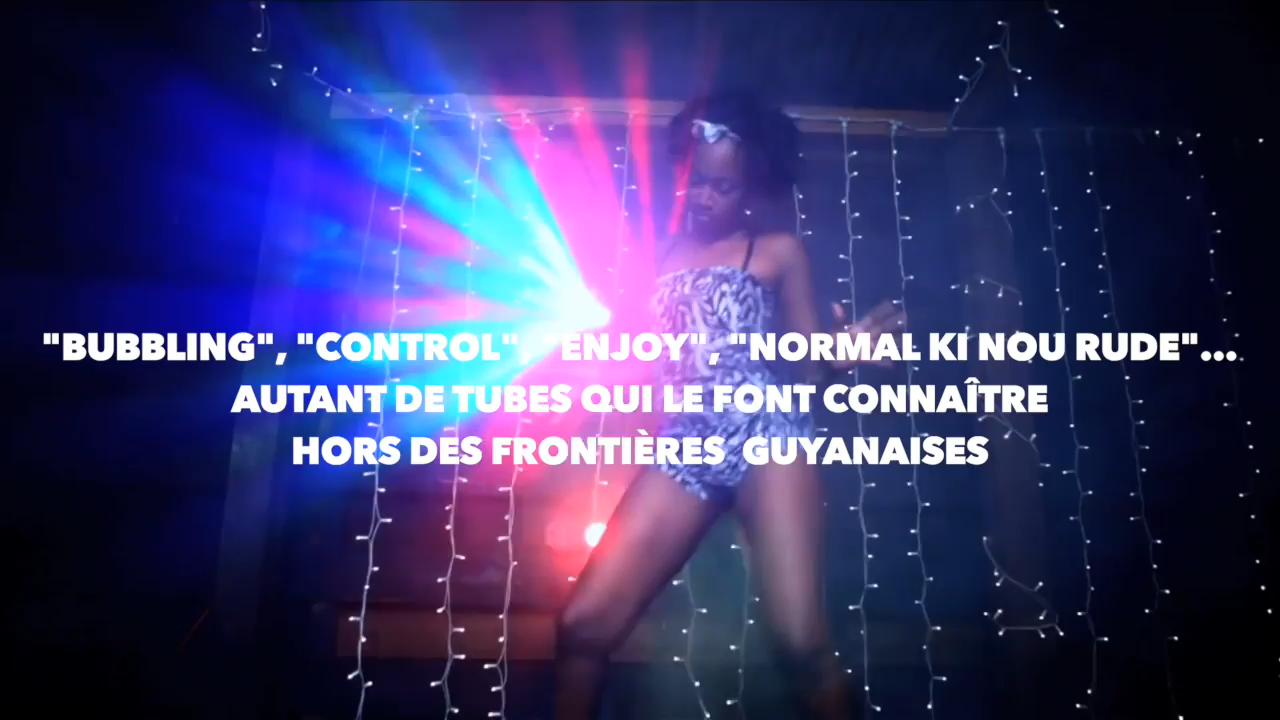 "BUBBLING", "CONTROL", "ENJOY", "NORMAL KI NOU RUDE"...
AUTANT DE TUBES QUI LE FONT CONNAÎTRE
HORS DES FRONTIÈRES GUYANAISES